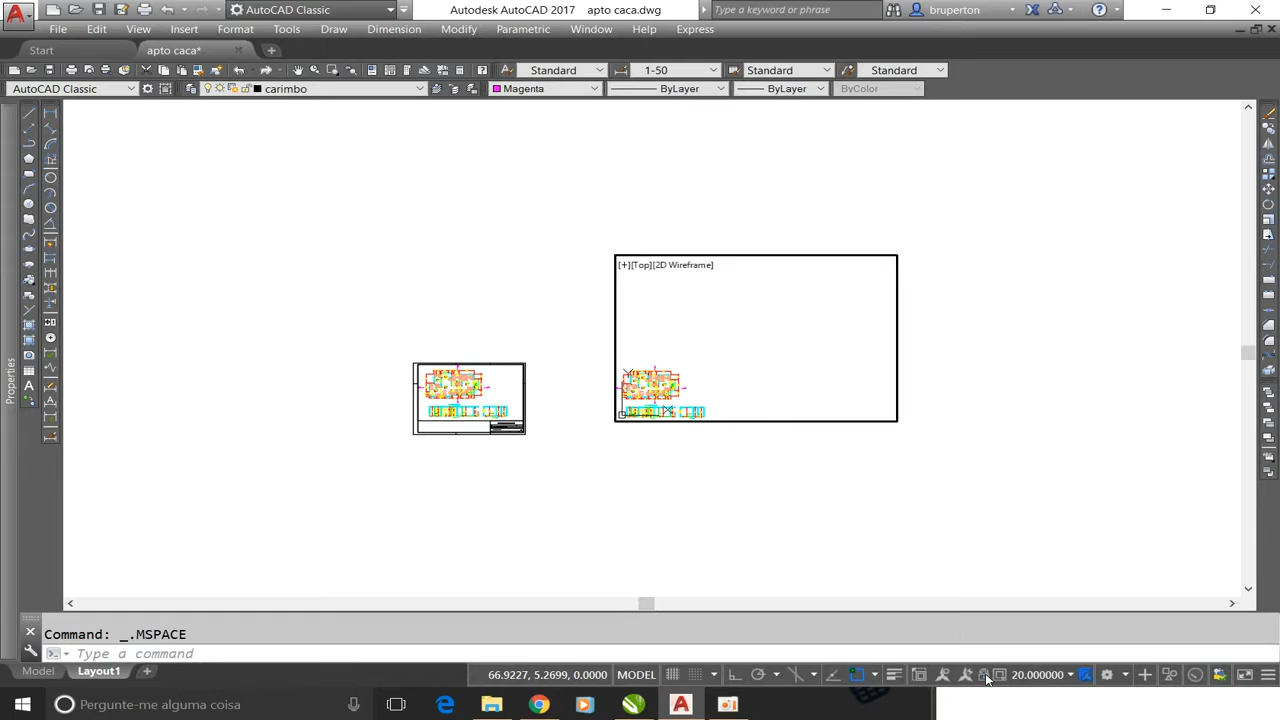 AutoCAD Classic
Autodesk AutoCAD 2017 apto caca.dwg
Type a keyword or phrase
bruperton
File Edit View Insert Format Tools Draw Dimension Modify Parametric Window Help Express
Start
apto caca*
Standard
1-50
Standard
Standard
AutoCAD Classic
carimbo
Magenta
ByLayer
ByLayer
ByColor
[+][Top][2D Wireframe]
Properties
Command: _.MSPACE
Type a command
Model
Layout1
66.9227, 5.2699, 0.0000
MODEL
20.000000
Pergunte-me alguma coisa